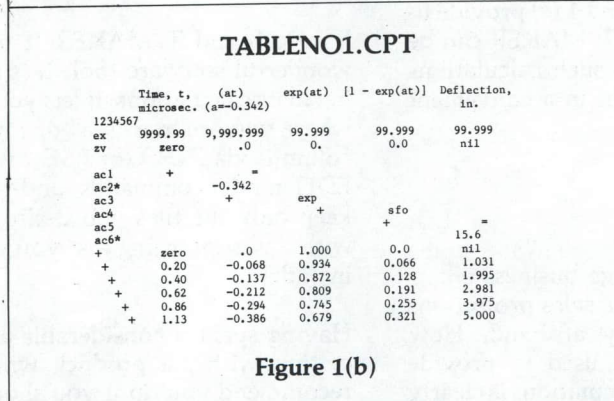 TABLENO1.CPT
Time, t, (at) exp(at) [1 - exp(at)] Deflection,
microsec. (a=-0.342) in.
1234567
ex 9999.99 9,999.999 99.999 99.999 99.999
zv zero .0 0. 0.0 nil
ac1 + =
ac2* -0.342
ac3 + exp
ac4 + sfo
ac5 + =
ac6* 15.6
+ zero .0 1.000 0.0 nil
+ 0.20 -0.068 0.934 0.066 1.031
+ 0.40 -0.137 0.872 0.128 1.995
+ 0.62 -0.212 0.809 0.191 2.981
+ 0.86 -0.294 0.745 0.255 3.975
+ 1.13 -0.386 0.679 0.321 5.000
Figure 1(b)